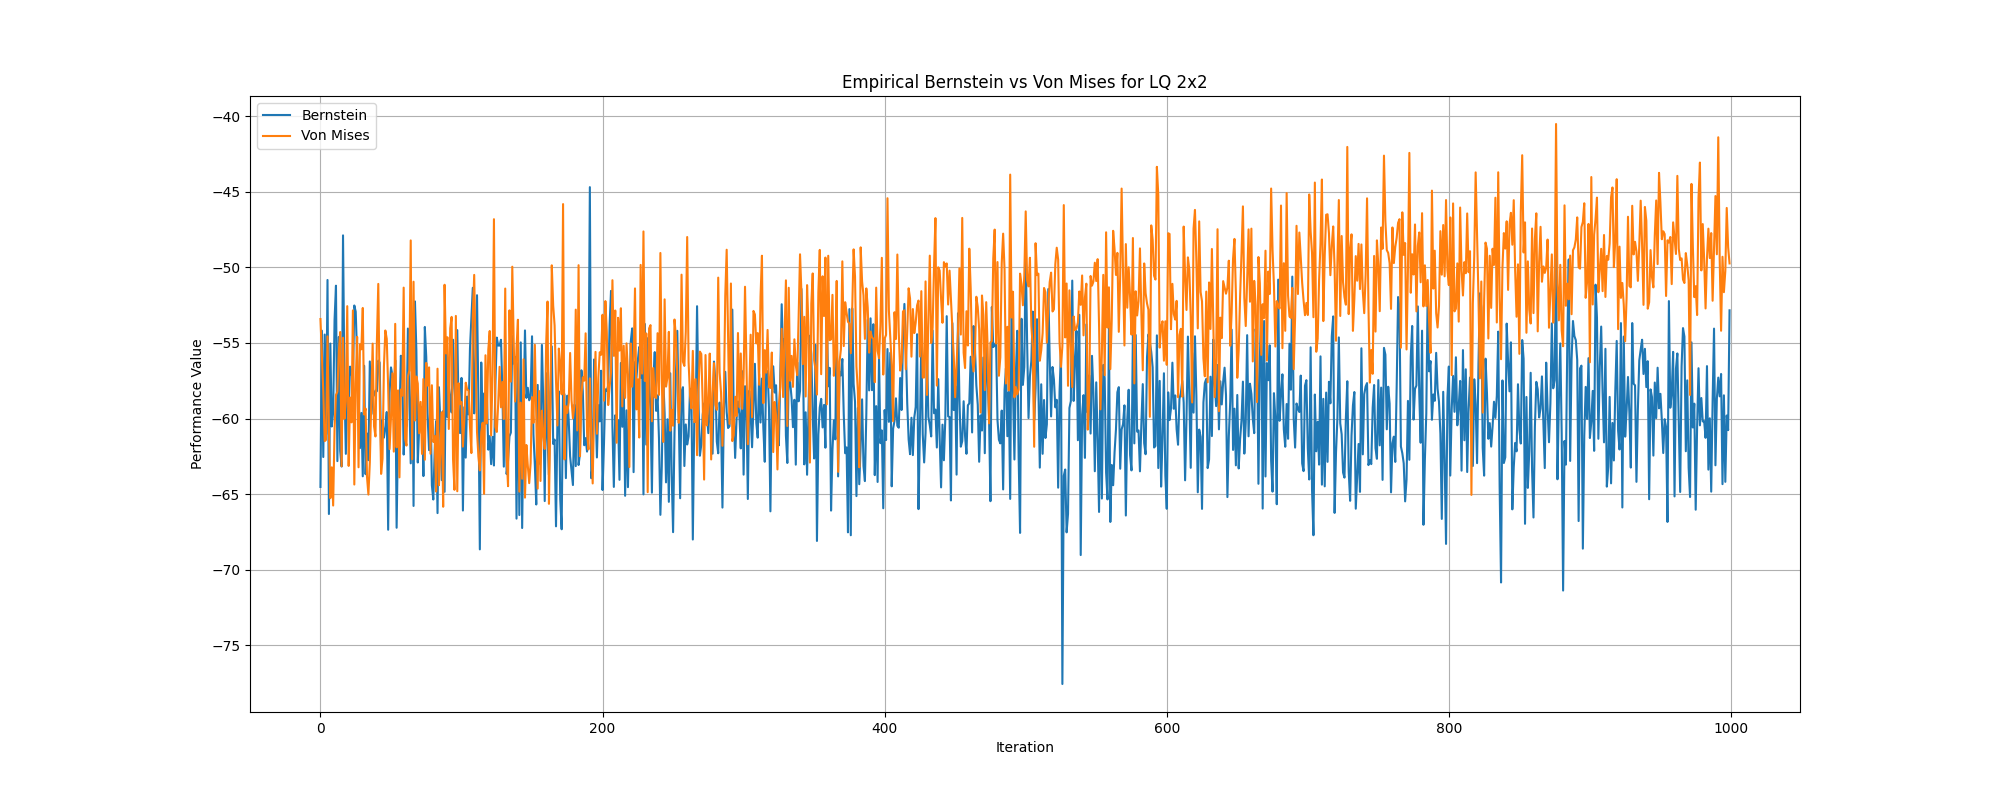 Empirical Bernstein vs Von Mises for LQ 2x2
Bernstein
Von Mises
Performance Value
−40
−45
−50
−55
−60
−65
−70
−75
0
200
400
600
800
1000
Iteration